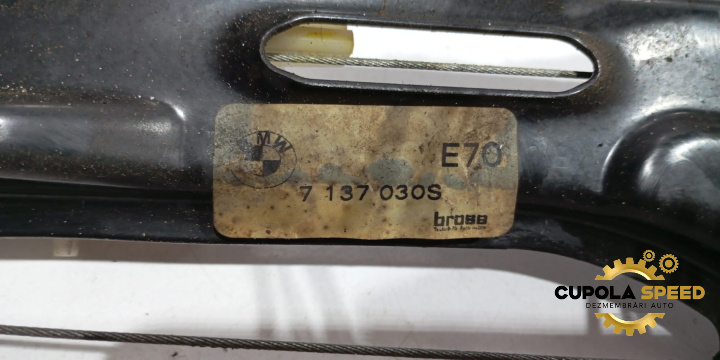 BMW
E70
7 137 030S
brose
CUPOLA SPEED
DEZMEMBRĂRI AUTO